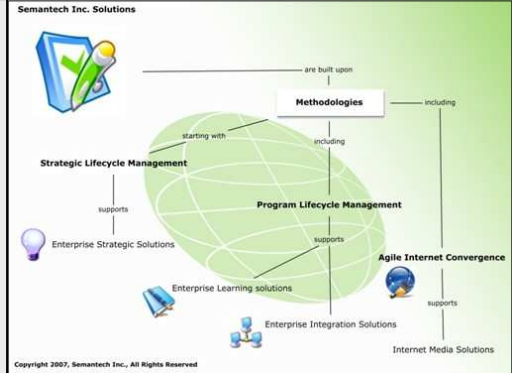 Semantech Inc. Solutions
are built upon
Methodologies
including
starting with
including
Strategic Lifecycle Management
Program Lifecycle Management
supports
Enterprise Strategic Solutions
supports
Agile Internet Convergence
Enterprise Learning solutions
supports
Enterprise Integration Solutions
Internet Media Solutions
Copyright 2007, Semantech Inc., All Rights Reserved